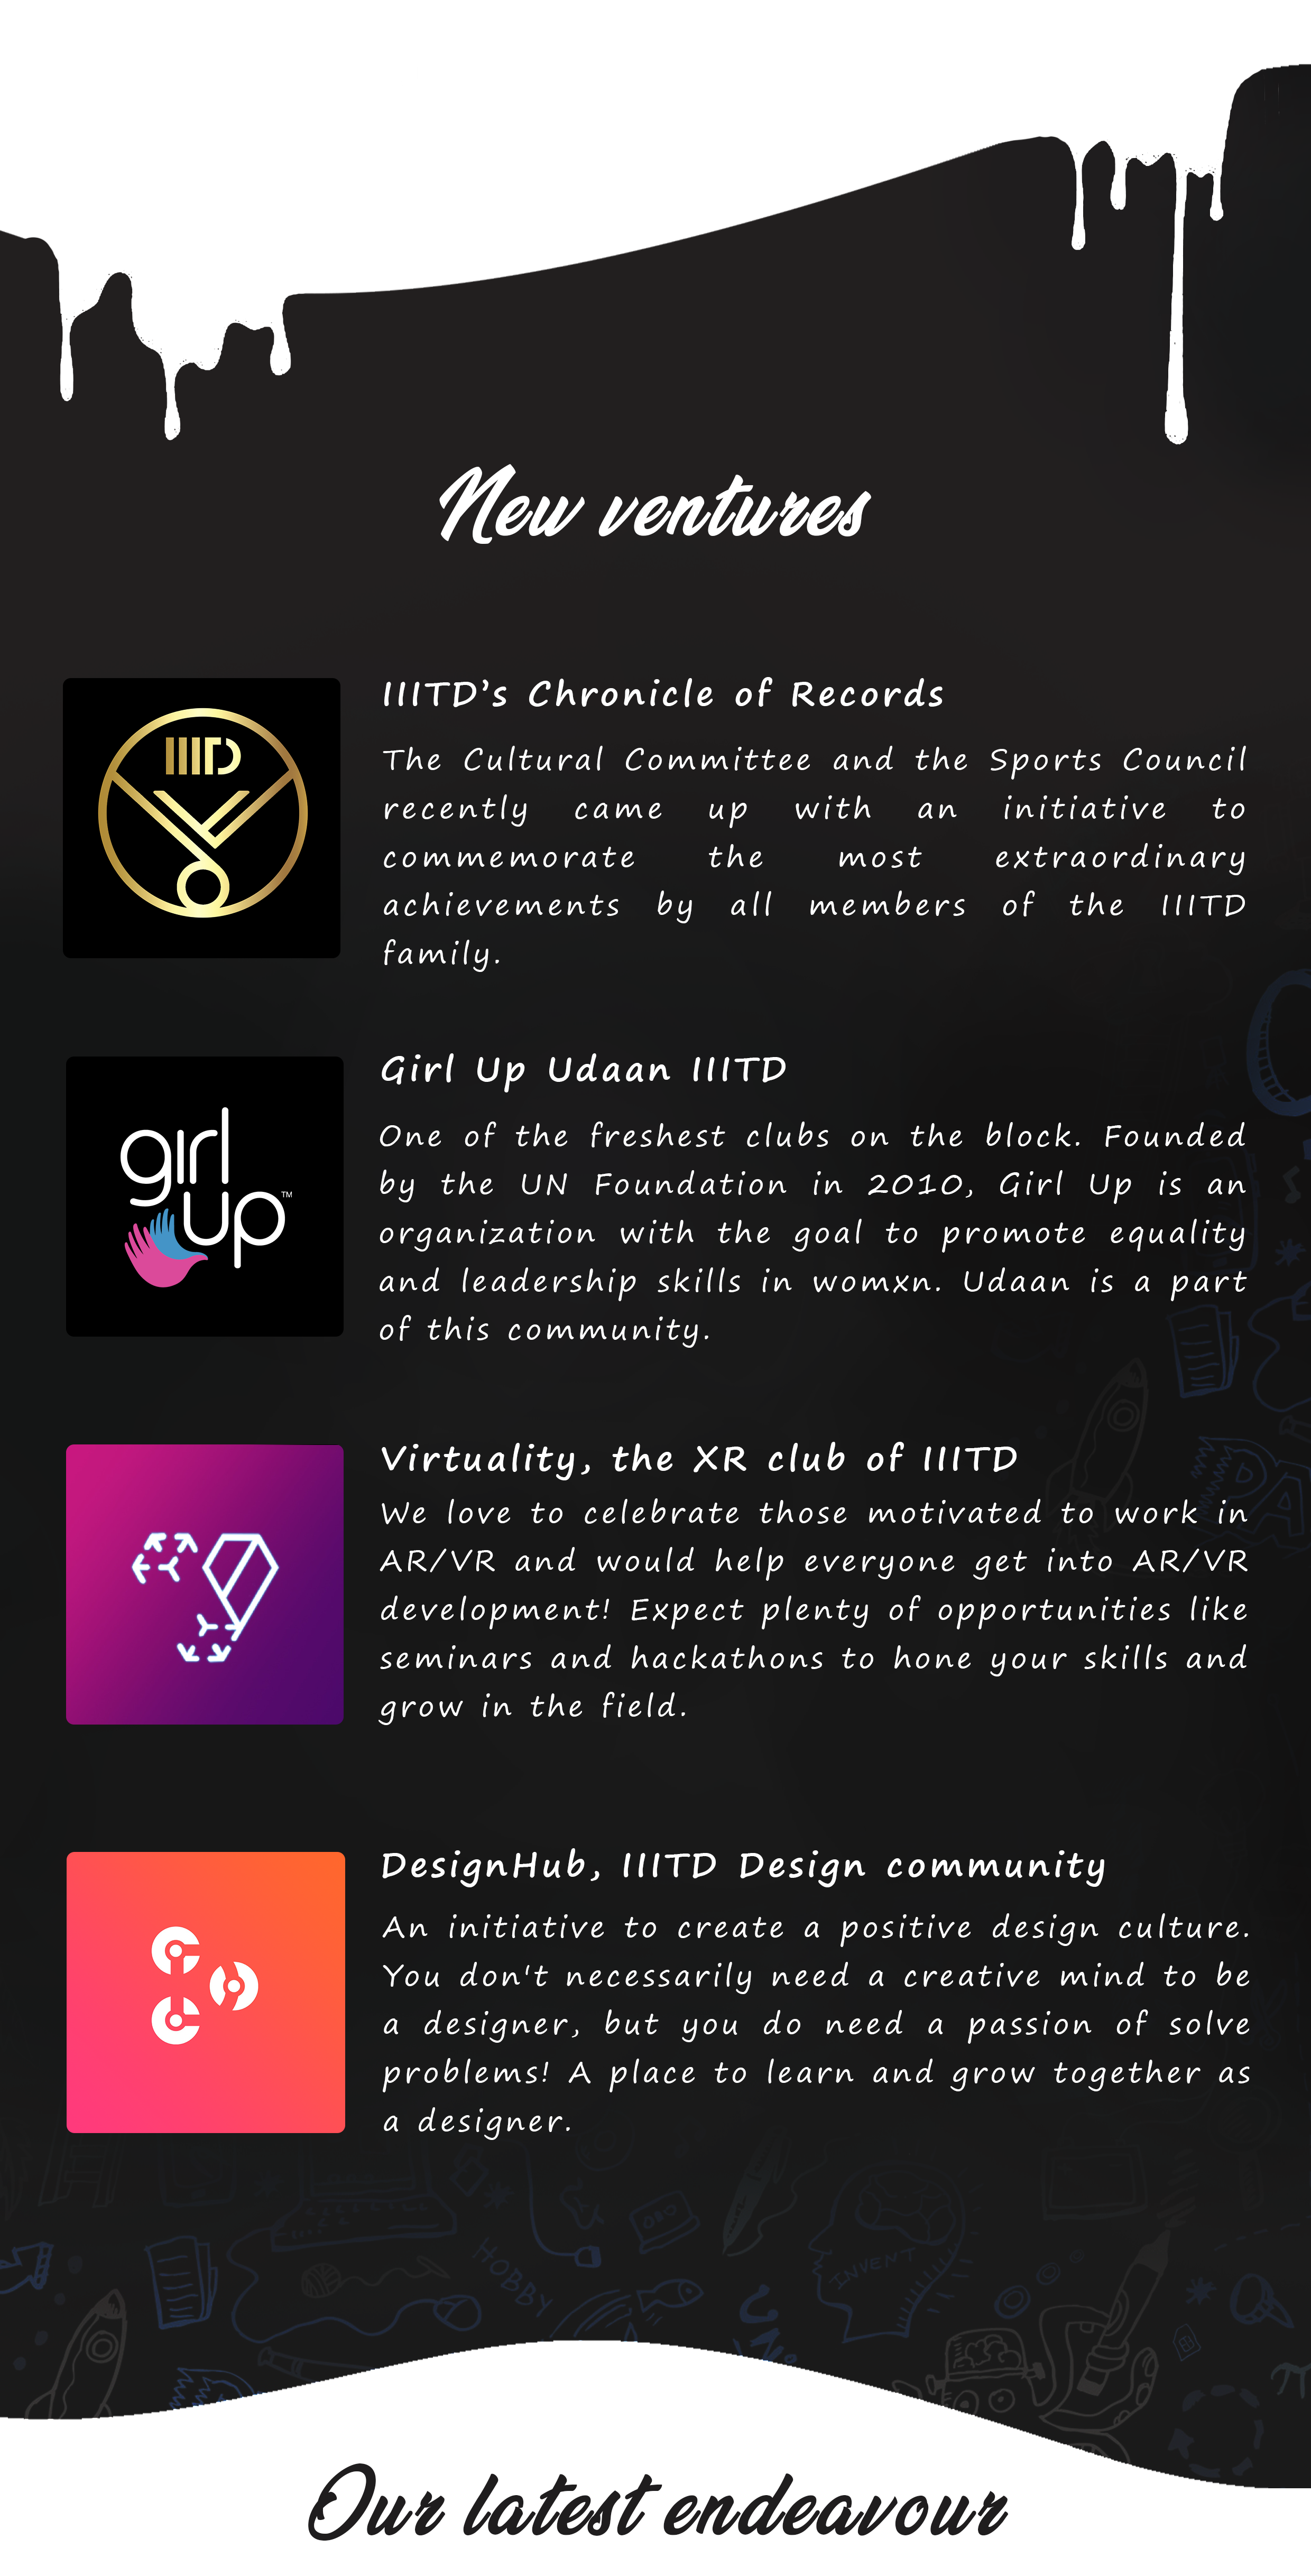 New ventures
IIITD
IIITD’s Chronicle of Records
The Cultural Committee and the Sports Council
recently came up with an initiative to
commemorate the most extraordinary
achievements by all members of the IIITD
family.
girl
up™
Girl Up Udaan IIITD
One of the freshest clubs on the block. Founded
by the UN Foundation in 2010, Girl Up is an
organization with the goal to promote equality
and leadership skills in womxn. Udaan is a part
of this community.
Virtuality, the XR club of IIITD
We love to celebrate those motivated to work in
AR/VR and would help everyone get into AR/VR
development! Expect plenty of opportunities like
seminars and hackathons to hone your skills and
grow in the field.
DesignHub, IIITD Design community
An initiative to create a positive design culture.
You don't necessarily need a creative mind to be
a designer, but you do need a passion of solve
problems! A place to learn and grow together as
a designer.
HOBBY
INVENT
Our latest endeavour